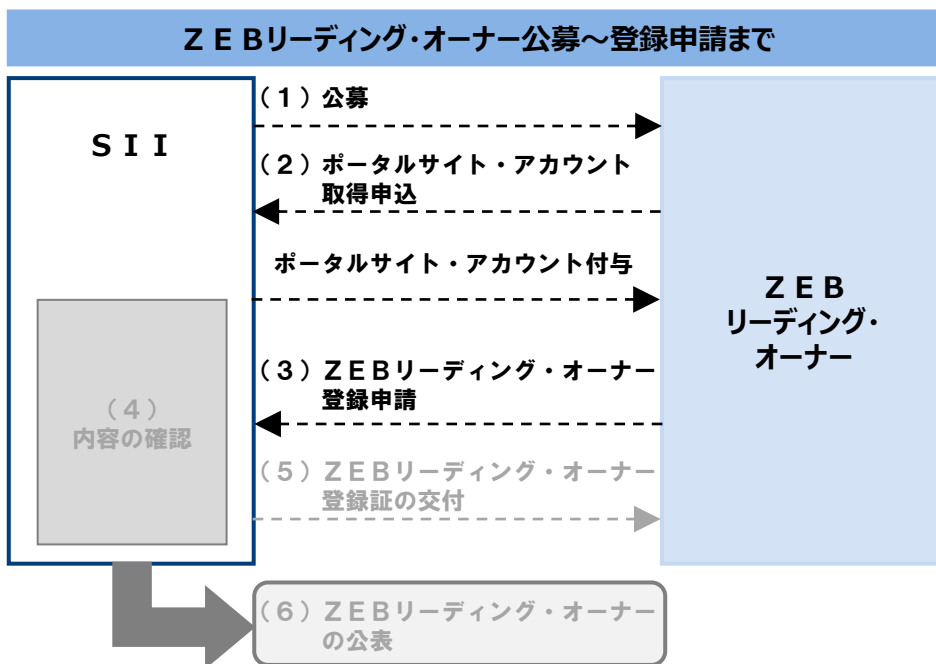 ＺＥＢリーディング・オーナー公募～登録申請まで
ＳＩＩ
（１）公募
（２）ポータルサイト・アカウント
取得申込
ポータルサイト・アカウント付与
（３）ＺＥＢリーディング・オーナー
登録申請
（４）
内容の確認
（５）ＺＥＢリーディング・オーナー
登録証の交付
（６）ＺＥＢリーディング・オーナー
の公表
ＺＥＢ
リーディング・
オーナー